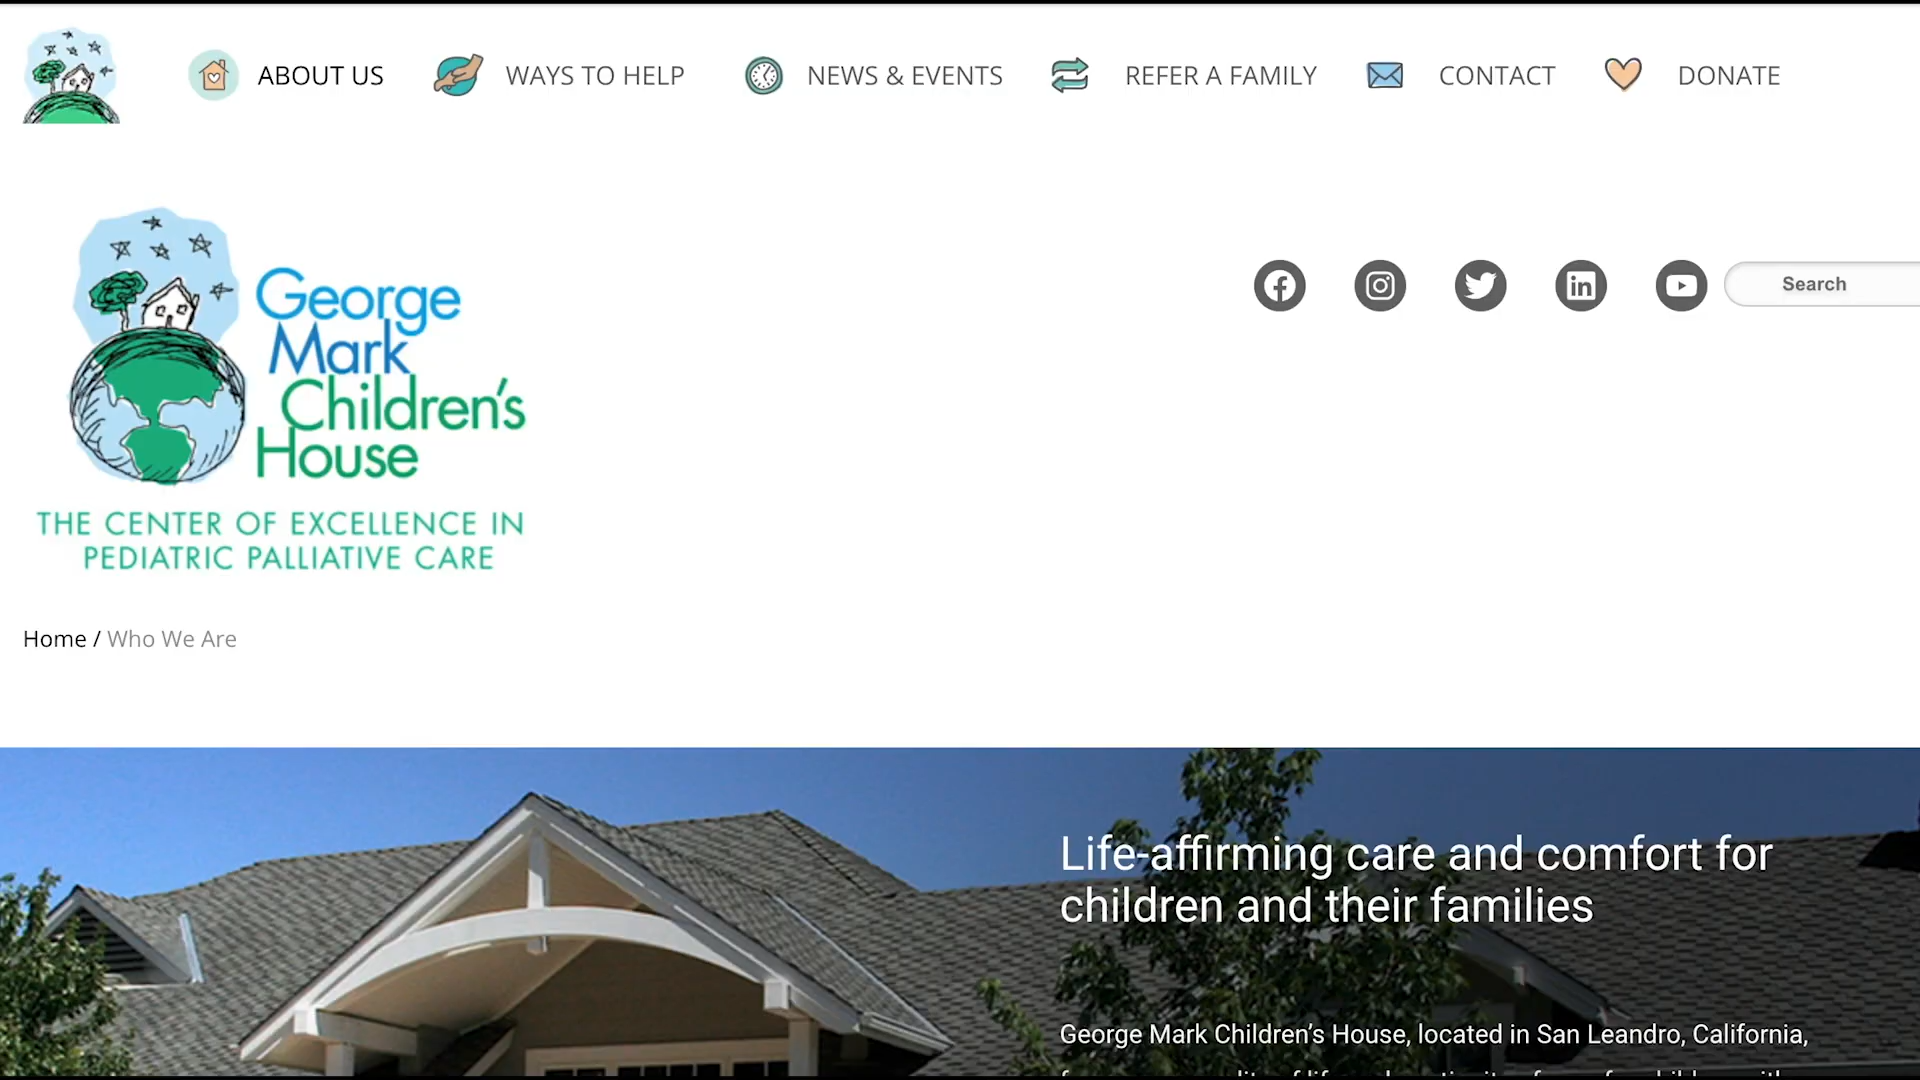 ABOUT US
WAYS TO HELP
NEWS & EVENTS
REFER A FAMILY
CONTACT
DONATE
George
Mark
Children's
House
THE CENTER OF EXCELLENCE IN
PEDIATRIC PALLIATIVE CARE
Search
Home / Who We Are
Life-affirming care and comfort for
children and their families
George Mark Children’s House, located in San Leandro, California,